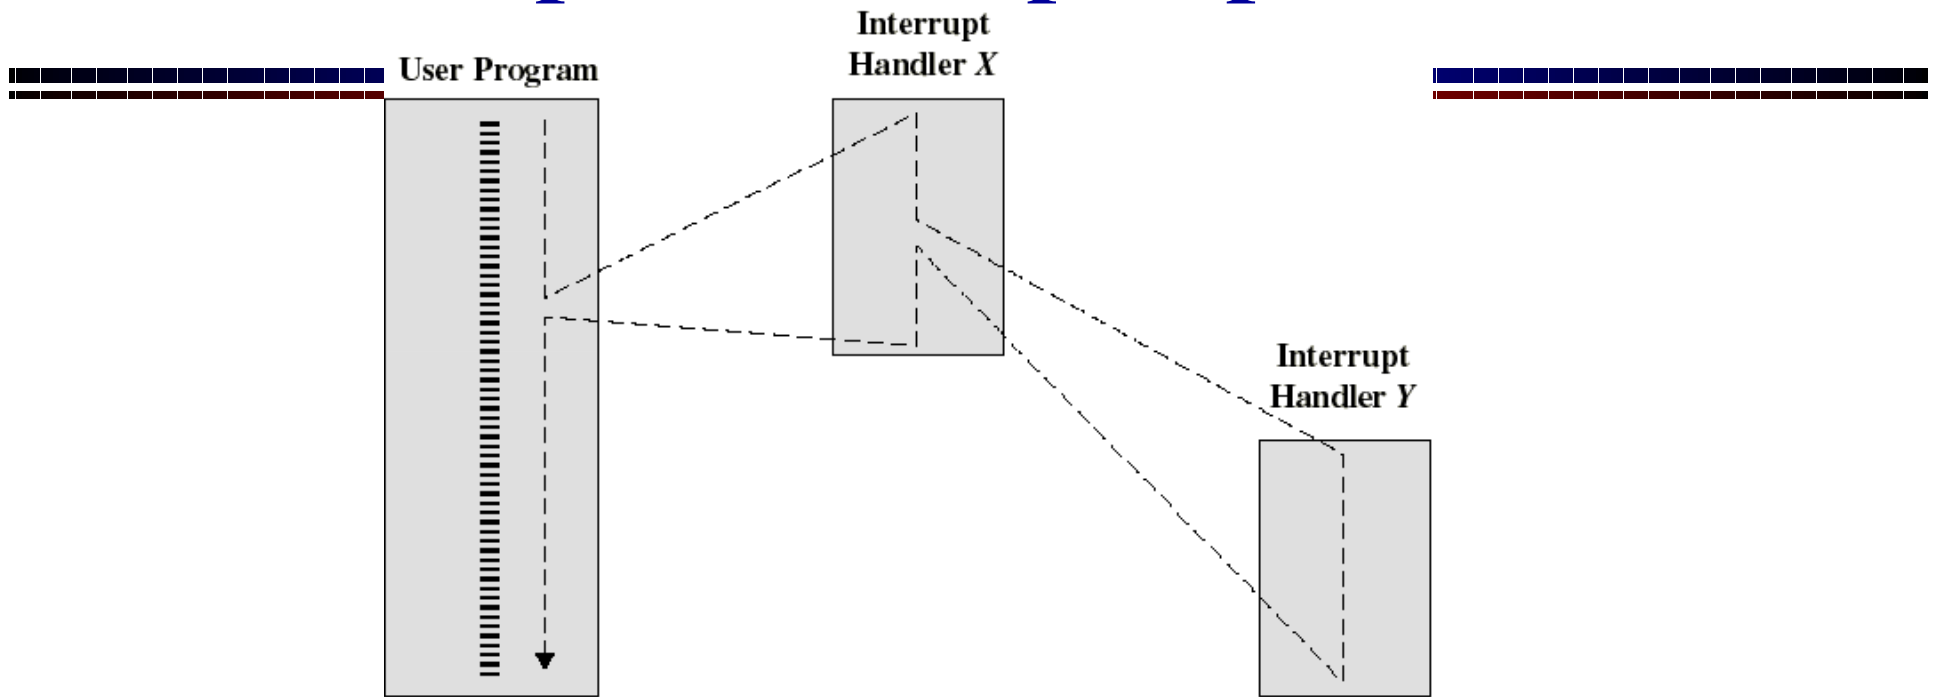 Interrupt
Handler X
User Program
Interrupt
Handler Y